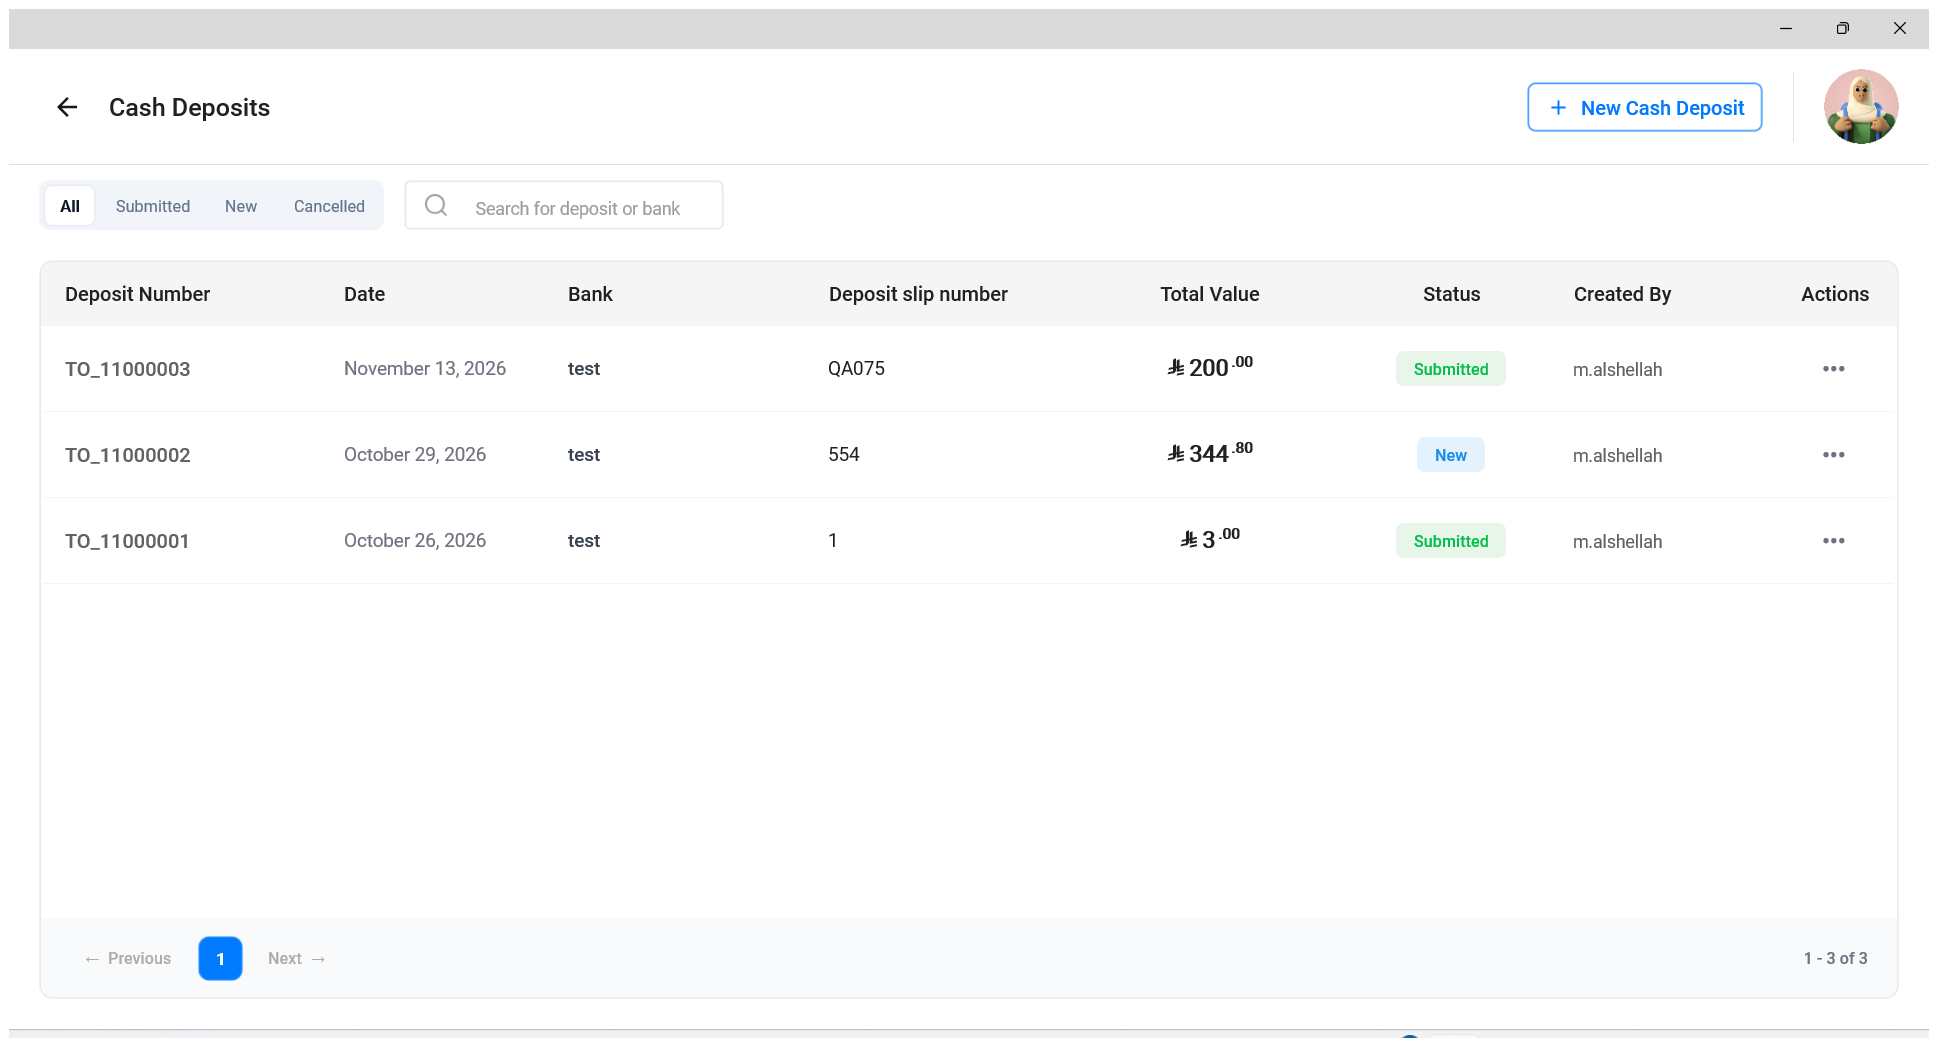 Cash Deposits
+ New Cash Deposit
All Submitted New Cancelled Search for deposit or bank
Deposit Number Date Bank Deposit slip number Total Value Status Created By Actions
TO_11000003 November 13, 2026 test QA075 ⃁ 200.00 Submitted m.alshellah •••
TO_11000002 October 29, 2026 test 554 ⃁ 344.80 New m.alshellah •••
TO_11000001 October 26, 2026 test 1 ⃁ 3.00 Submitted m.alshellah •••
← Previous 1 Next → 1 - 3 of 3